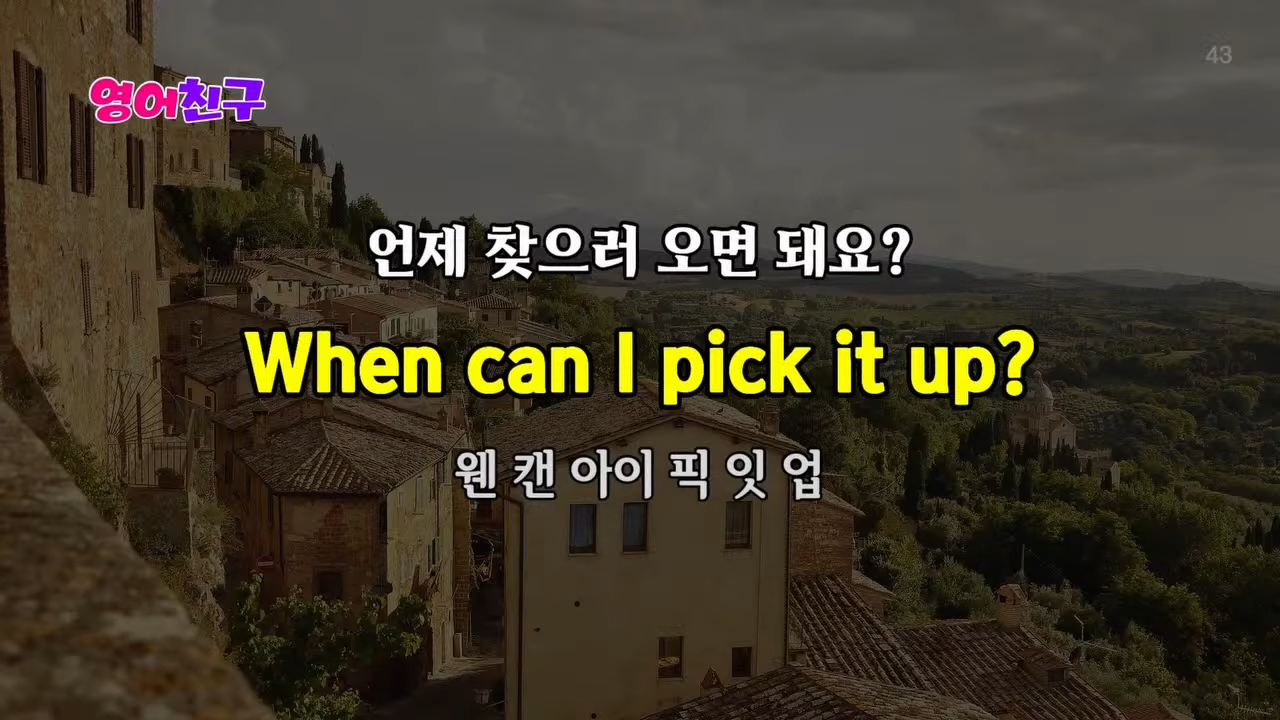 43
영어친구
언제 찾으러 오면 돼요?
When can I pick it up?
웬 캔 아이 픽 잇 업